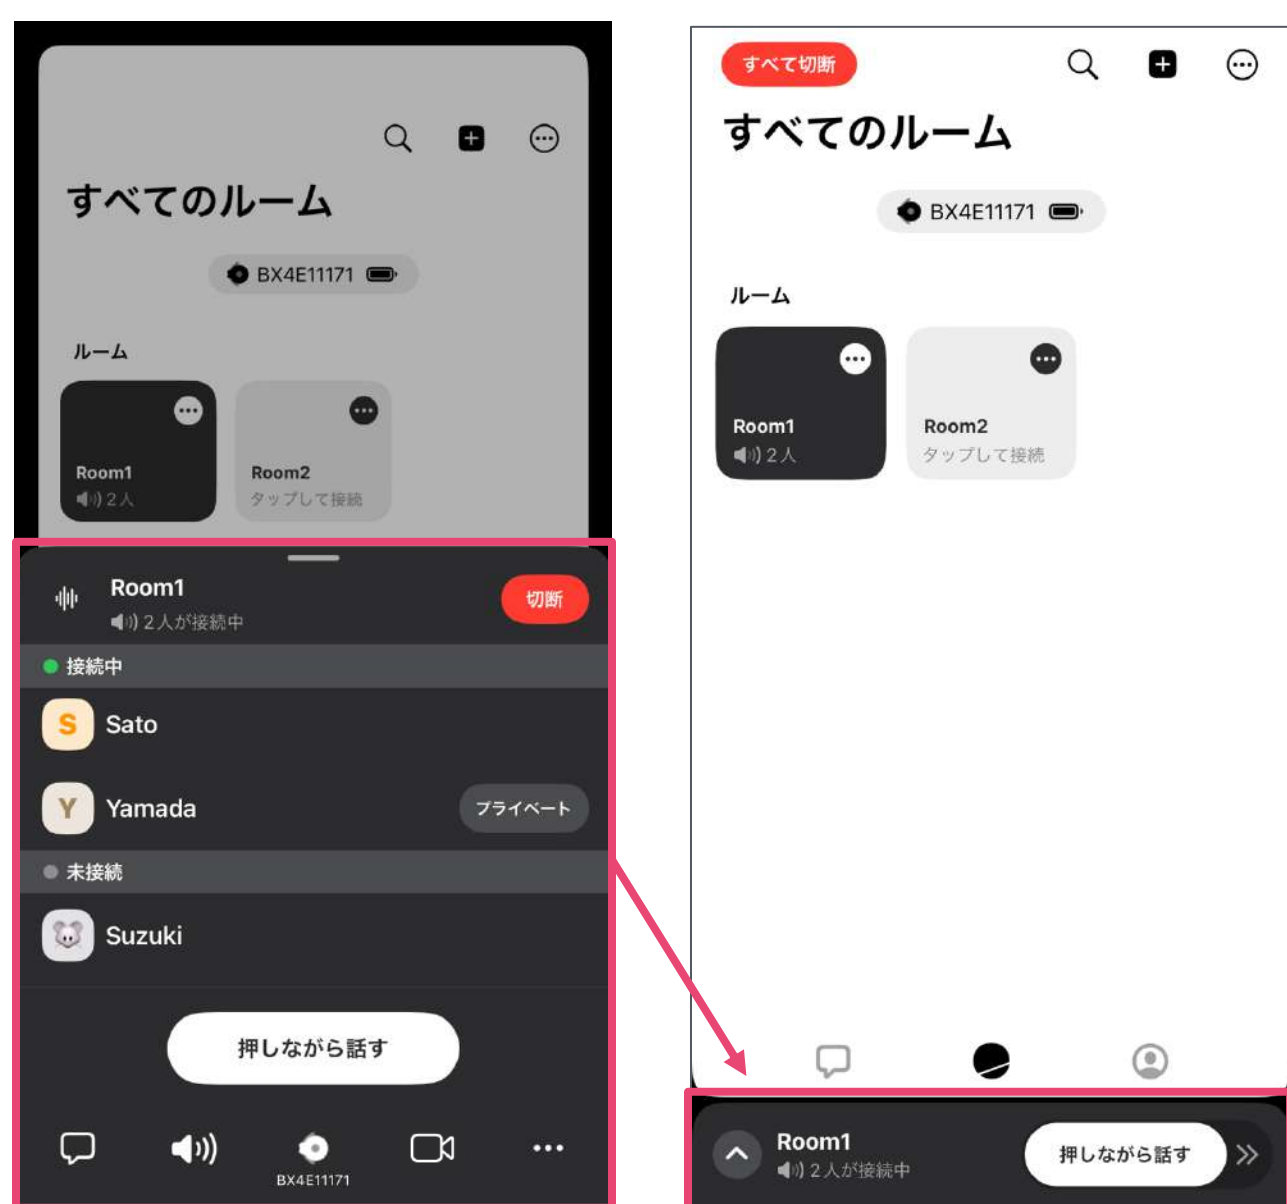 すべてのルーム
BX4E11171
ルーム
Room1
2人
Room2
タップして接続
Room1
2人が接続中
切断
接続中
S
Sato
Y
Yamada
プライベート
未接続
Suzuki
押しながら話す
BX4E11171
すべて切断
すべてのルーム
BX4E11171
ルーム
Room1
2人
Room2
タップして接続
Room1
2人が接続中
押しながら話す